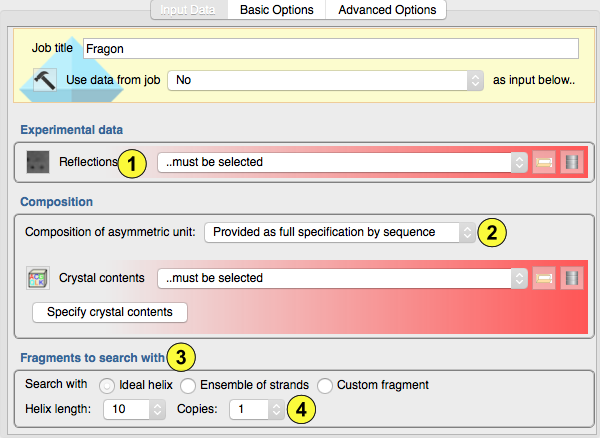 Input Data Basic Options Advanced Options
Job title Fragon
Use data from job No as input below..
Experimental data
Reflections 1 ..must be selected
Composition
Composition of asymmetric unit: Provided as full specification by sequence 2
Crystal contents ..must be selected
Specify crystal contents
Fragments to search with 3
Search with Ideal helix Ensemble of strands Custom fragment
Helix length: 10 Copies: 1 4